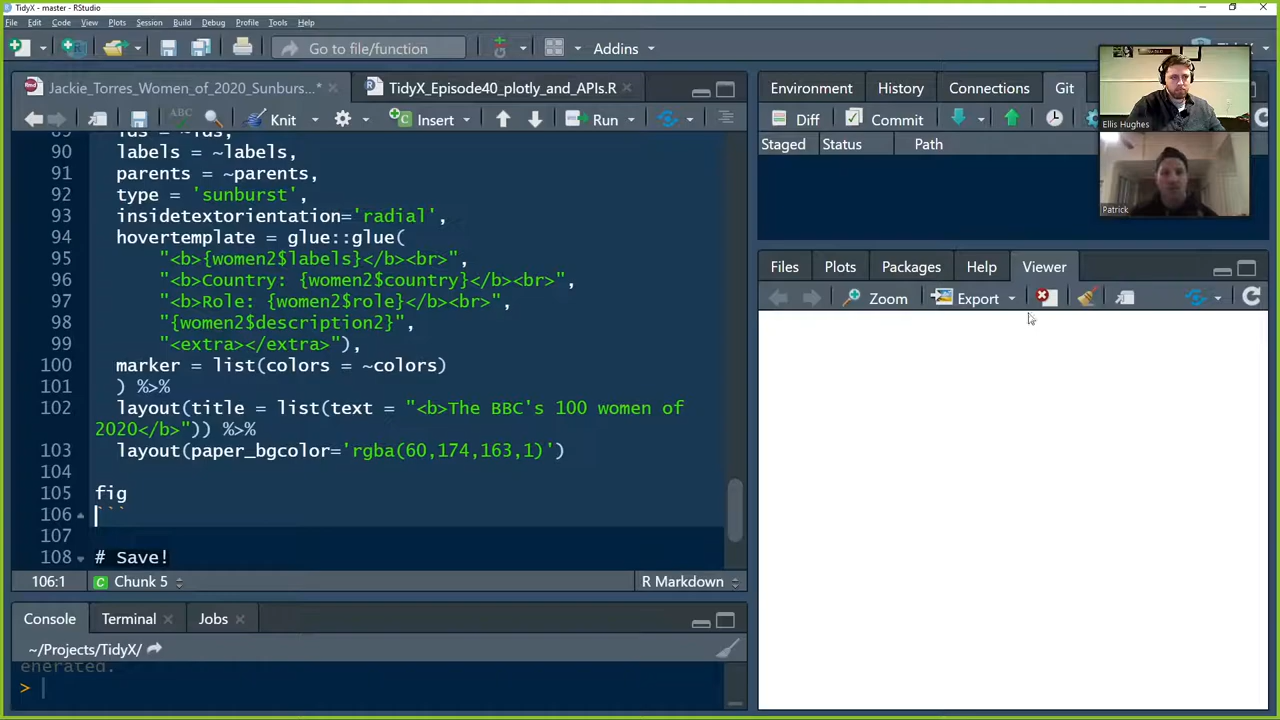 TidyX - master - RStudio
File Edit Code View Plots Session Build Debug Profile Tools Help
Go to file/function Addins
Jackie_Torres_Women_of_2020_Sunburs...* TidyX_Episode40_plotly_and_APIs.R
ABC Knit Insert Run
90 labels = ~labels,
91 parents = ~parents,
92 type = 'sunburst',
93 insidetextorientation='radial',
94 hovertemplate = glue::glue(
95 "<b>{women2$labels}</b><br>",
96 "<b>Country: {women2$country}</b><br>",
97 "<b>Role: {women2$role}</b><br>",
98 "{women2$description2}",
99 "<extra></extra>"),
100 marker = list(colors = ~colors)
101 ) %>%
102 layout(title = list(text = "<b>The BBC's 100 women of
2020</b>")) %>%
103 layout(paper_bgcolor='rgba(60,174,163,1)')
104
105 fig
106 ```
107
108 # Save!
106:1 Chunk 5 R Markdown
Console Terminal Jobs
~/Projects/TidyX/
enerated.
>
Environment History Connections Git
Diff Commit
Staged Status Path
Ellis Hughes
Patrick
Files Plots Packages Help Viewer
Zoom Export